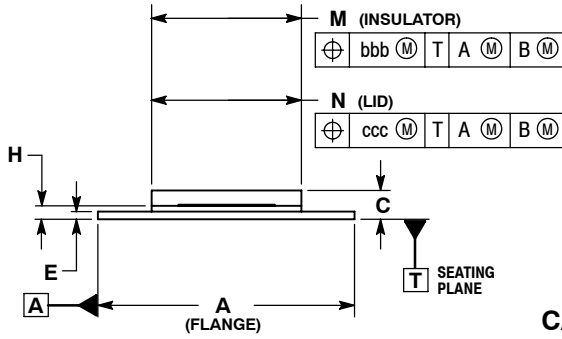 M (INSULATOR)
⌖ bbb Ⓜ T A Ⓜ B Ⓜ
N (LID)
⌖ ccc Ⓜ T A Ⓜ B Ⓜ
H
C
E
T SEATING
PLANE
A
A
(FLANGE)